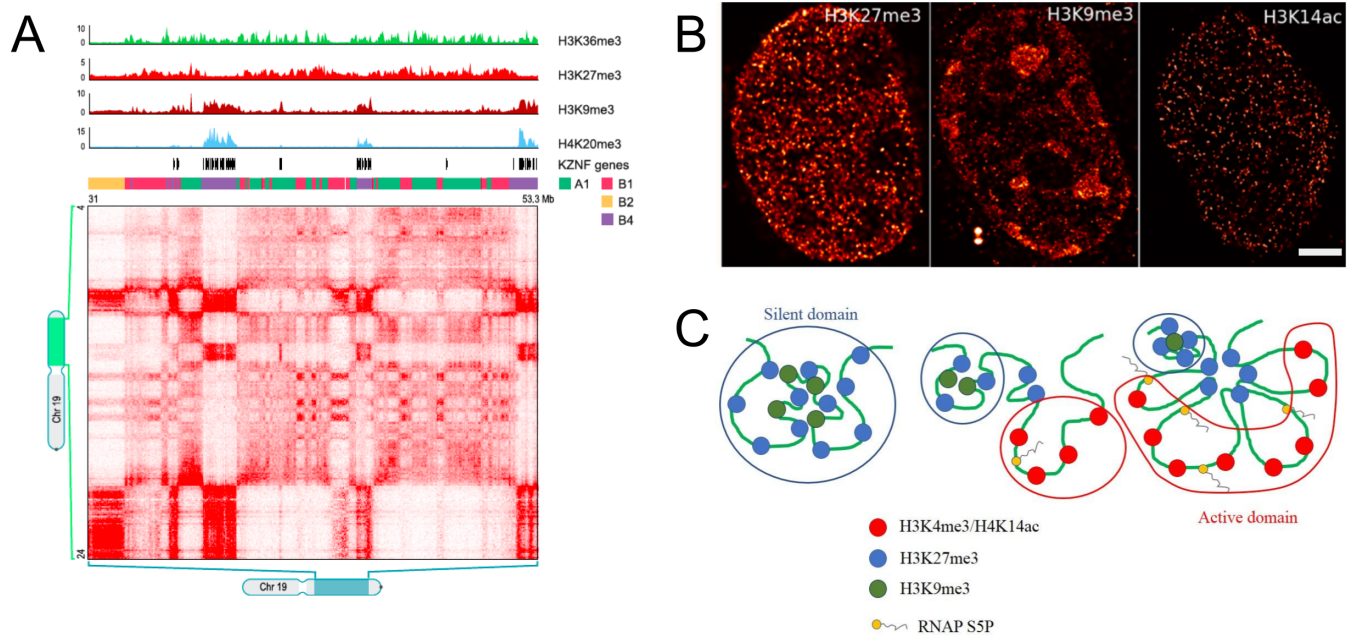 A
10
0
H3K36me3
5
0
H3K27me3
10
0
H3K9me3
15
0
H4K20me3
KZNF genes
A1
B1
B2
B4
31
53.3 Mb
4
24
Chr 19
Chr 19
B
H3K27me3
H3K9me3
H3K14ac
C
Silent domain
Active domain
H3K4me3/H4K14ac
H3K27me3
H3K9me3
RNAP S5P